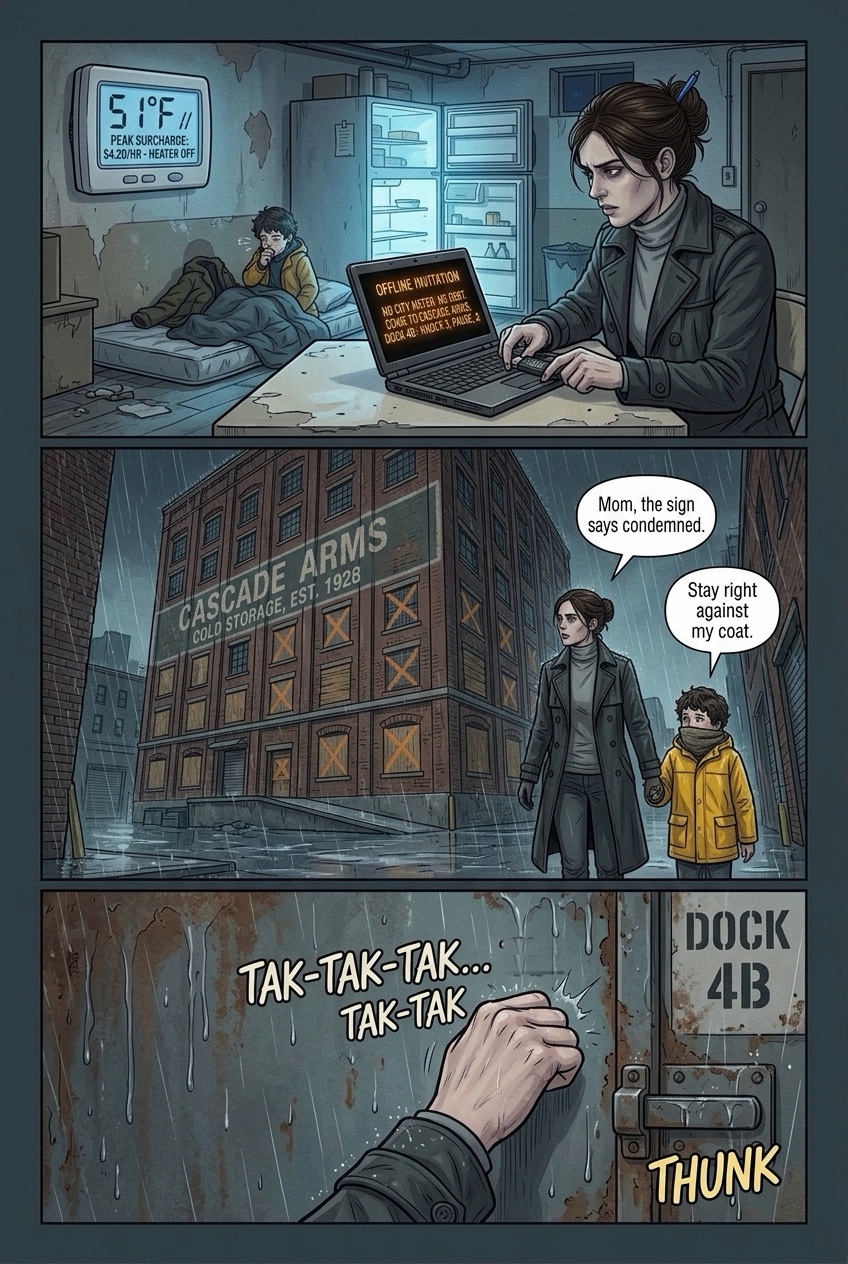 51°F //
PEAK SURCHARGE:
$4.20/HR - HEATER OFF
OFFLINE INVITATION
NO CITY METER. NO DEBT.
COME TO CASCADE ARMS.
DOCK 4B: KNOCK 3, PAUSE, 2
CASCADE ARMS
COLD STORAGE, EST. 1928
Mom, the sign
says condemned.
Stay right
against
my coat.
TAK-TAK-TAK...
TAK-TAK
DOCK
4B
THUNK